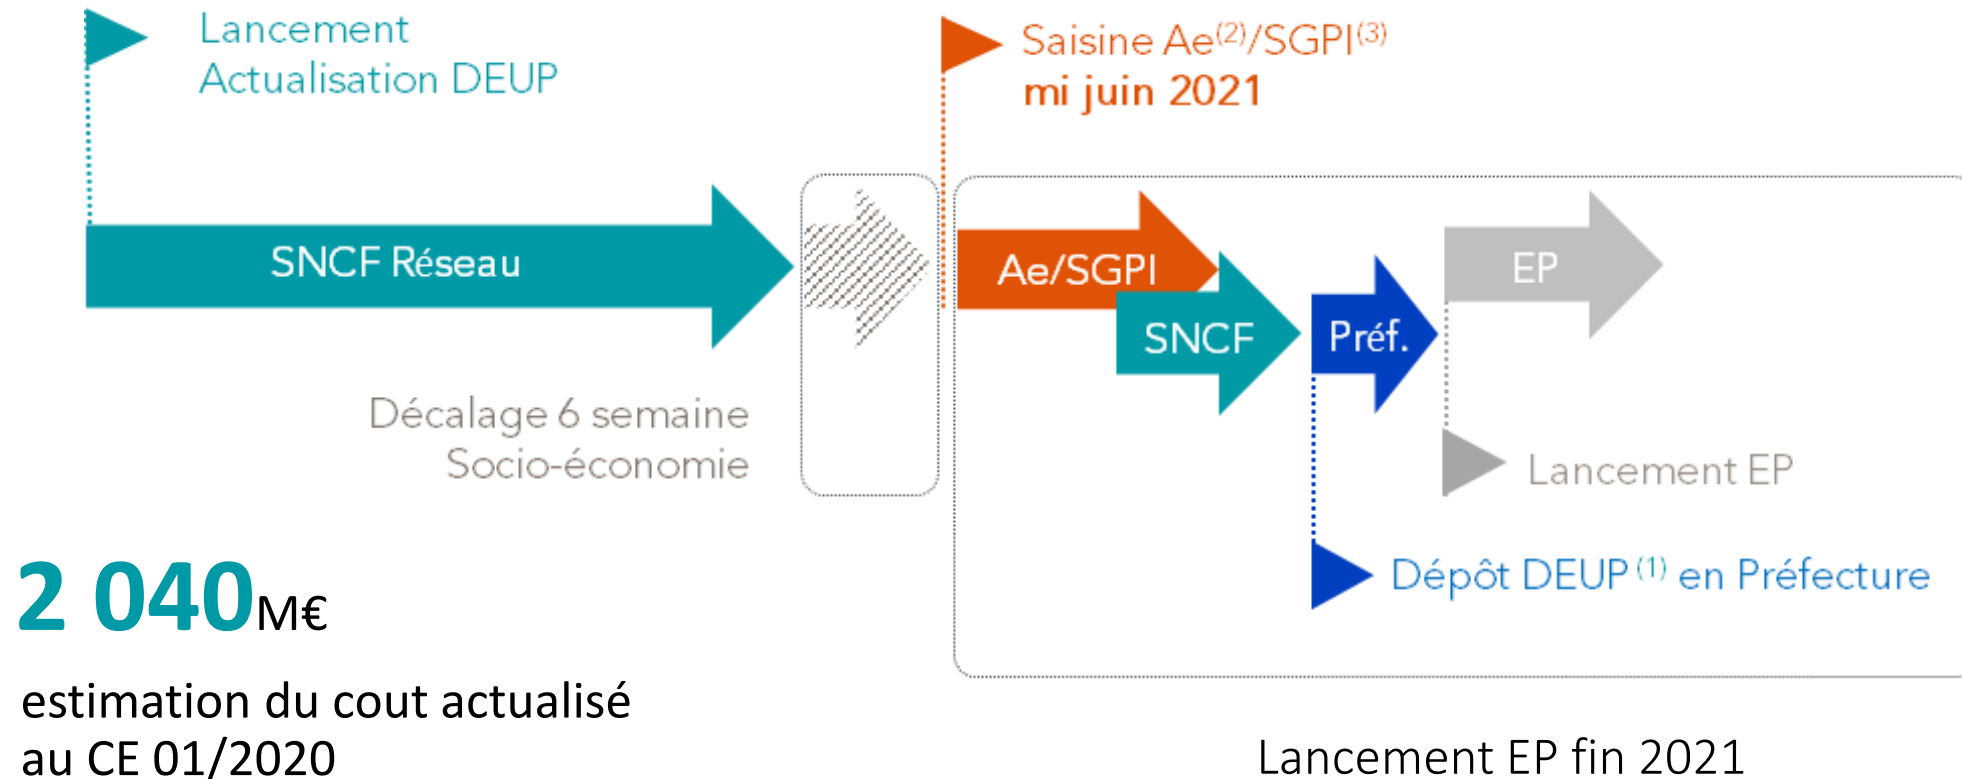 Lancement
Actualisation DEUP
Saisine Ae(2)/SGPI(3)
mi juin 2021
SNCF Réseau
Ae/SGPI
EP
SNCF
Préf.
Décalage 6 semaine
Socio-économie
Lancement EP
Dépôt DEUP (1) en Préfecture
2 040 M€
estimation du cout actualisé
au CE 01/2020
Lancement EP fin 2021